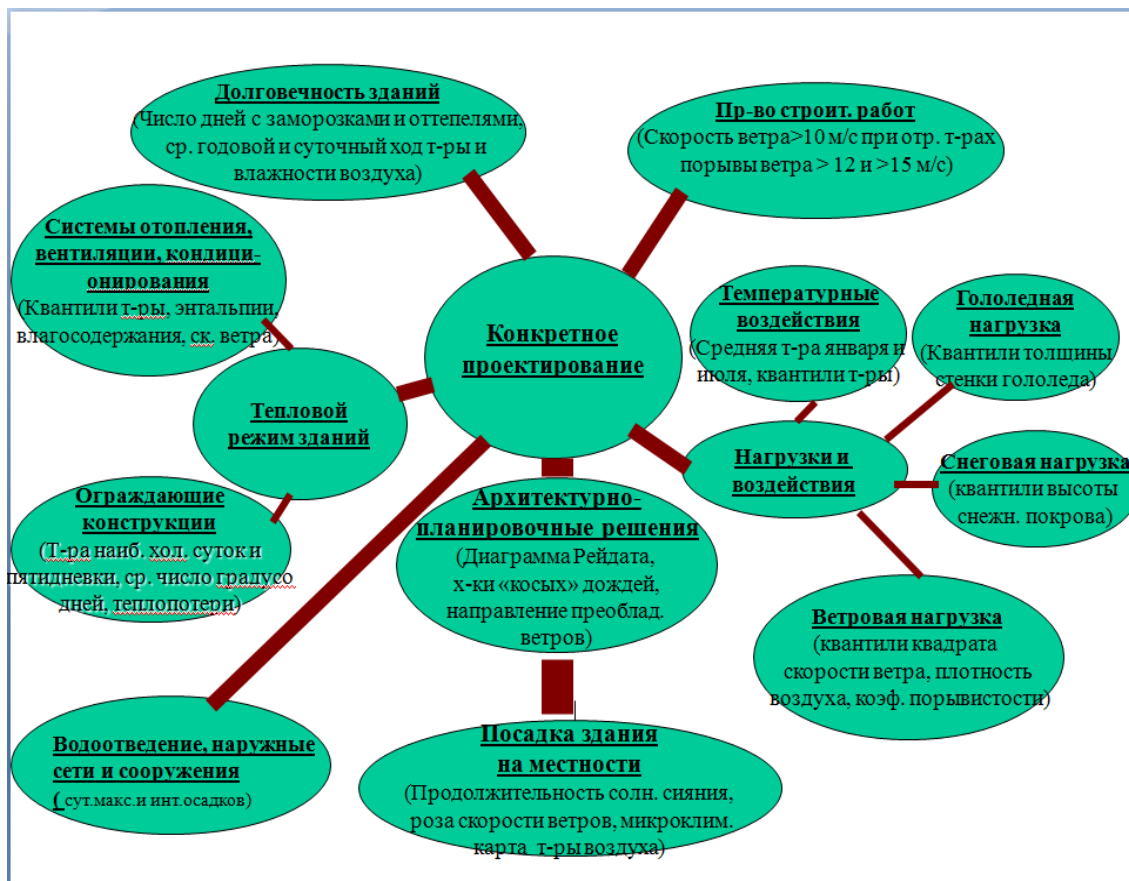 Долговечность зданий
(Число дней с заморозками и оттепелями,
ср. годовой и суточный ход т-ры и
влажности воздуха)
Пр-во строит. работ
(Скорость ветра>10 м/с при отр. т-рах
порывы ветра > 12 и >15 м/с)
Системы отопления,
вентиляции, кондици-
онирования
(Квантили т-ры, энтальпии,
влагосодержания, ск. ветра)
Конкретное
проектирование
Температурные
воздействия
(Средняя т-ра января и
июля, квантили т-ры)
Гололедная
нагрузка
(Квантили толщины
стенки гололеда)
Тепловой
режим зданий
Нагрузки и
воздействия
Снеговая нагрузка
(квантили высоты
снежн. покрова)
Ограждающие
конструкции
(Т-ра наиб. хол. суток и
пятидневки, ср. число градусо
дней, теплопотери)
Архитектурно-
планировочные решения
(Диаграмма Рейдата,
х-ки «косых» дождей,
направление преоблад.
ветров)
Ветровая нагрузка
(квантили квадрата
скорости ветра, плотность
воздуха, коэф. порывистости)
Водоотведение, наружные
сети и сооружения
( сут.макс.и инт.осадков)
Посадка здания
на местности
(Продолжительность солн. сияния,
роза скорости ветров, микроклим.
карта т-ры воздуха)